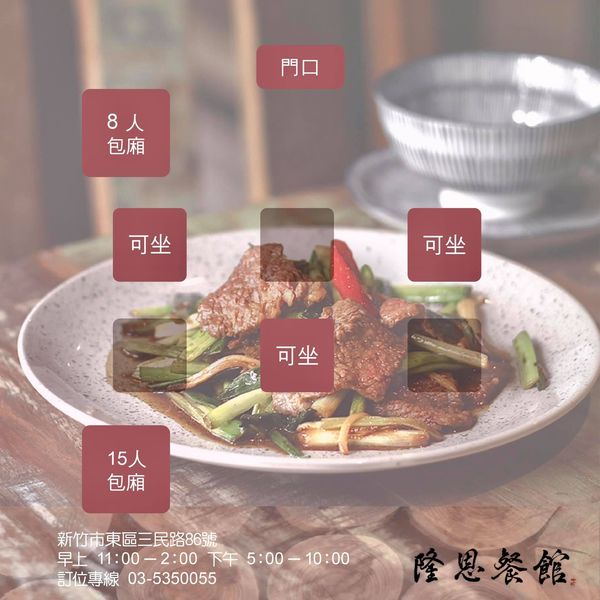 門口
8 人
包廂
可坐
可坐
可坐
15人
包廂
新竹市東區三民路86號
早上 11:00－2:00 下午 5:00－10:00
訂位專線 03-5350055
隆恩餐館